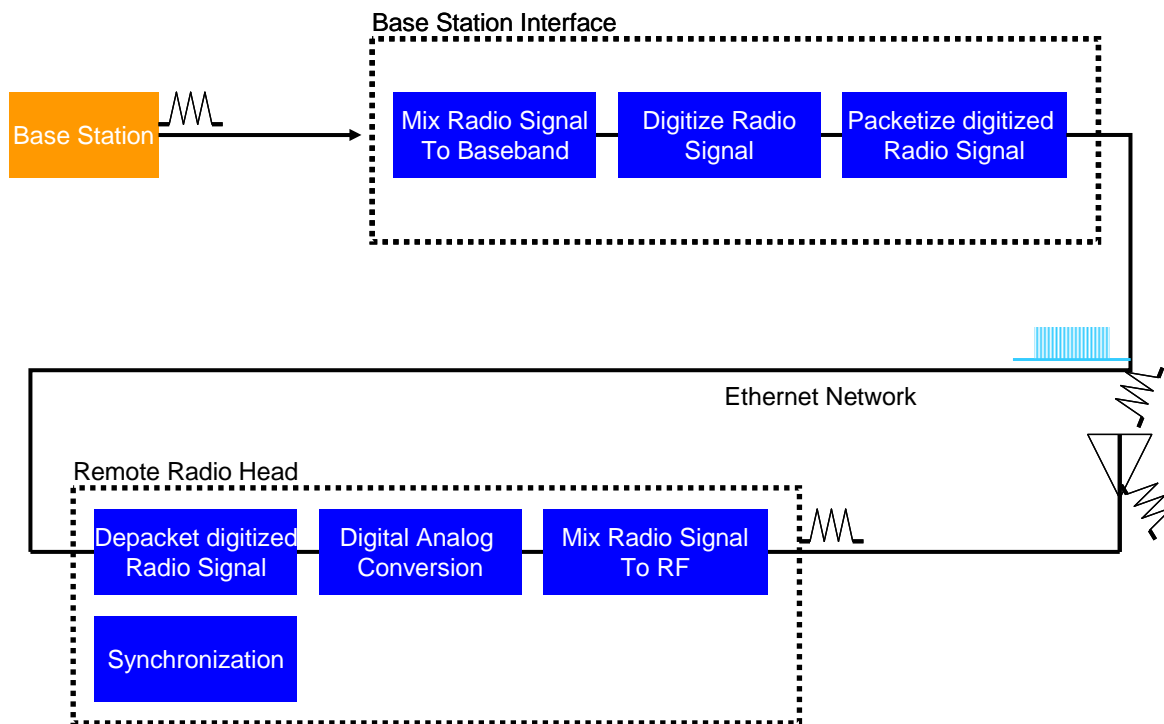 Base Station Interface
Base Station
Mix Radio Signal
To Baseband
Digitize Radio
Signal
Packetize digitized
Radio Signal
Ethernet Network
Remote Radio Head
Depacket digitized
Radio Signal
Digital Analog
Conversion
Mix Radio Signal
To RF
Synchronization